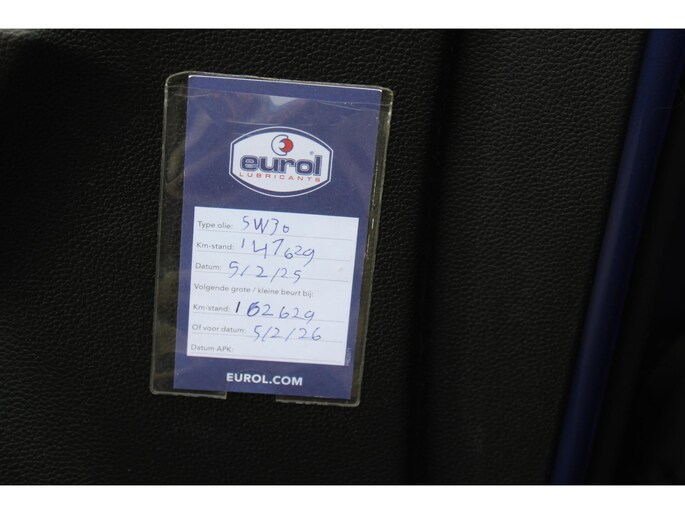 eurol®
LUBRICANTS
Type olie: 5W30
Km-stand: 147629
Datum: 5/2/25
Volgende grote / kleine beurt bij:
Km-stand: 162629
Of voor datum: 5/2/26
Datum APK:
EUROL.COM